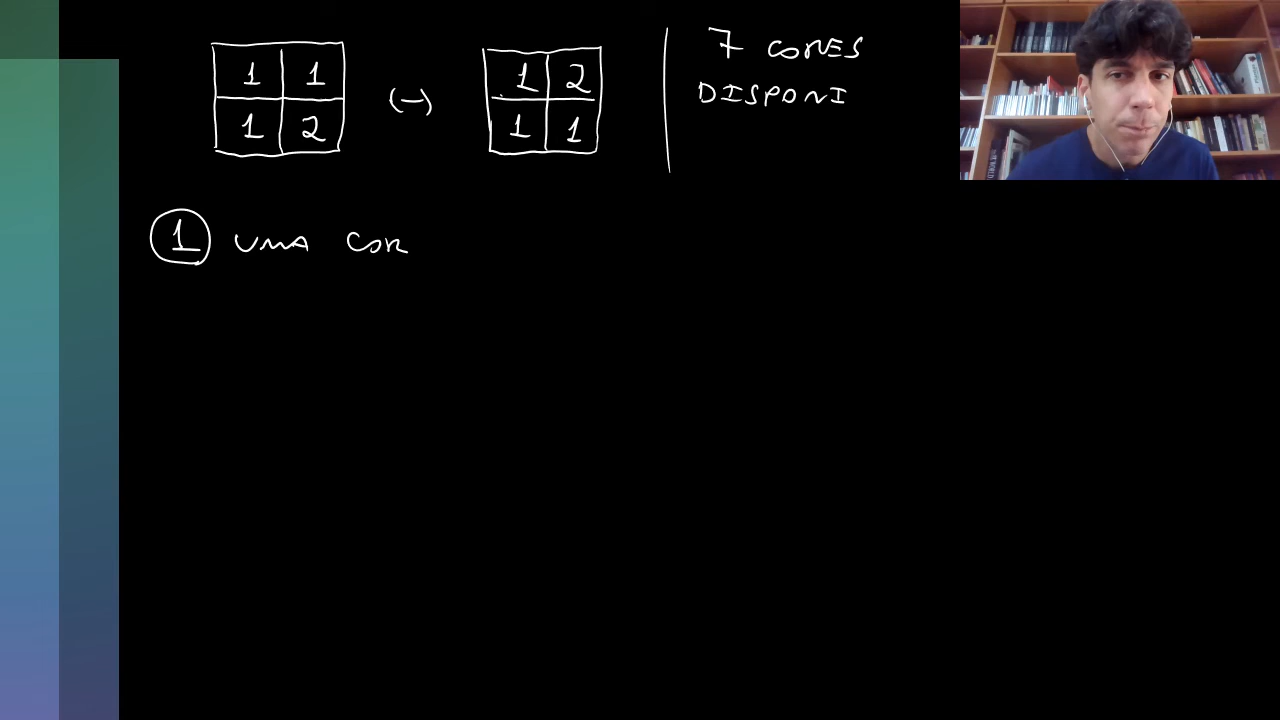 1 1 (-) 1 2
1 2 1 1
7 CORES
DISPONI
1 UMA COR